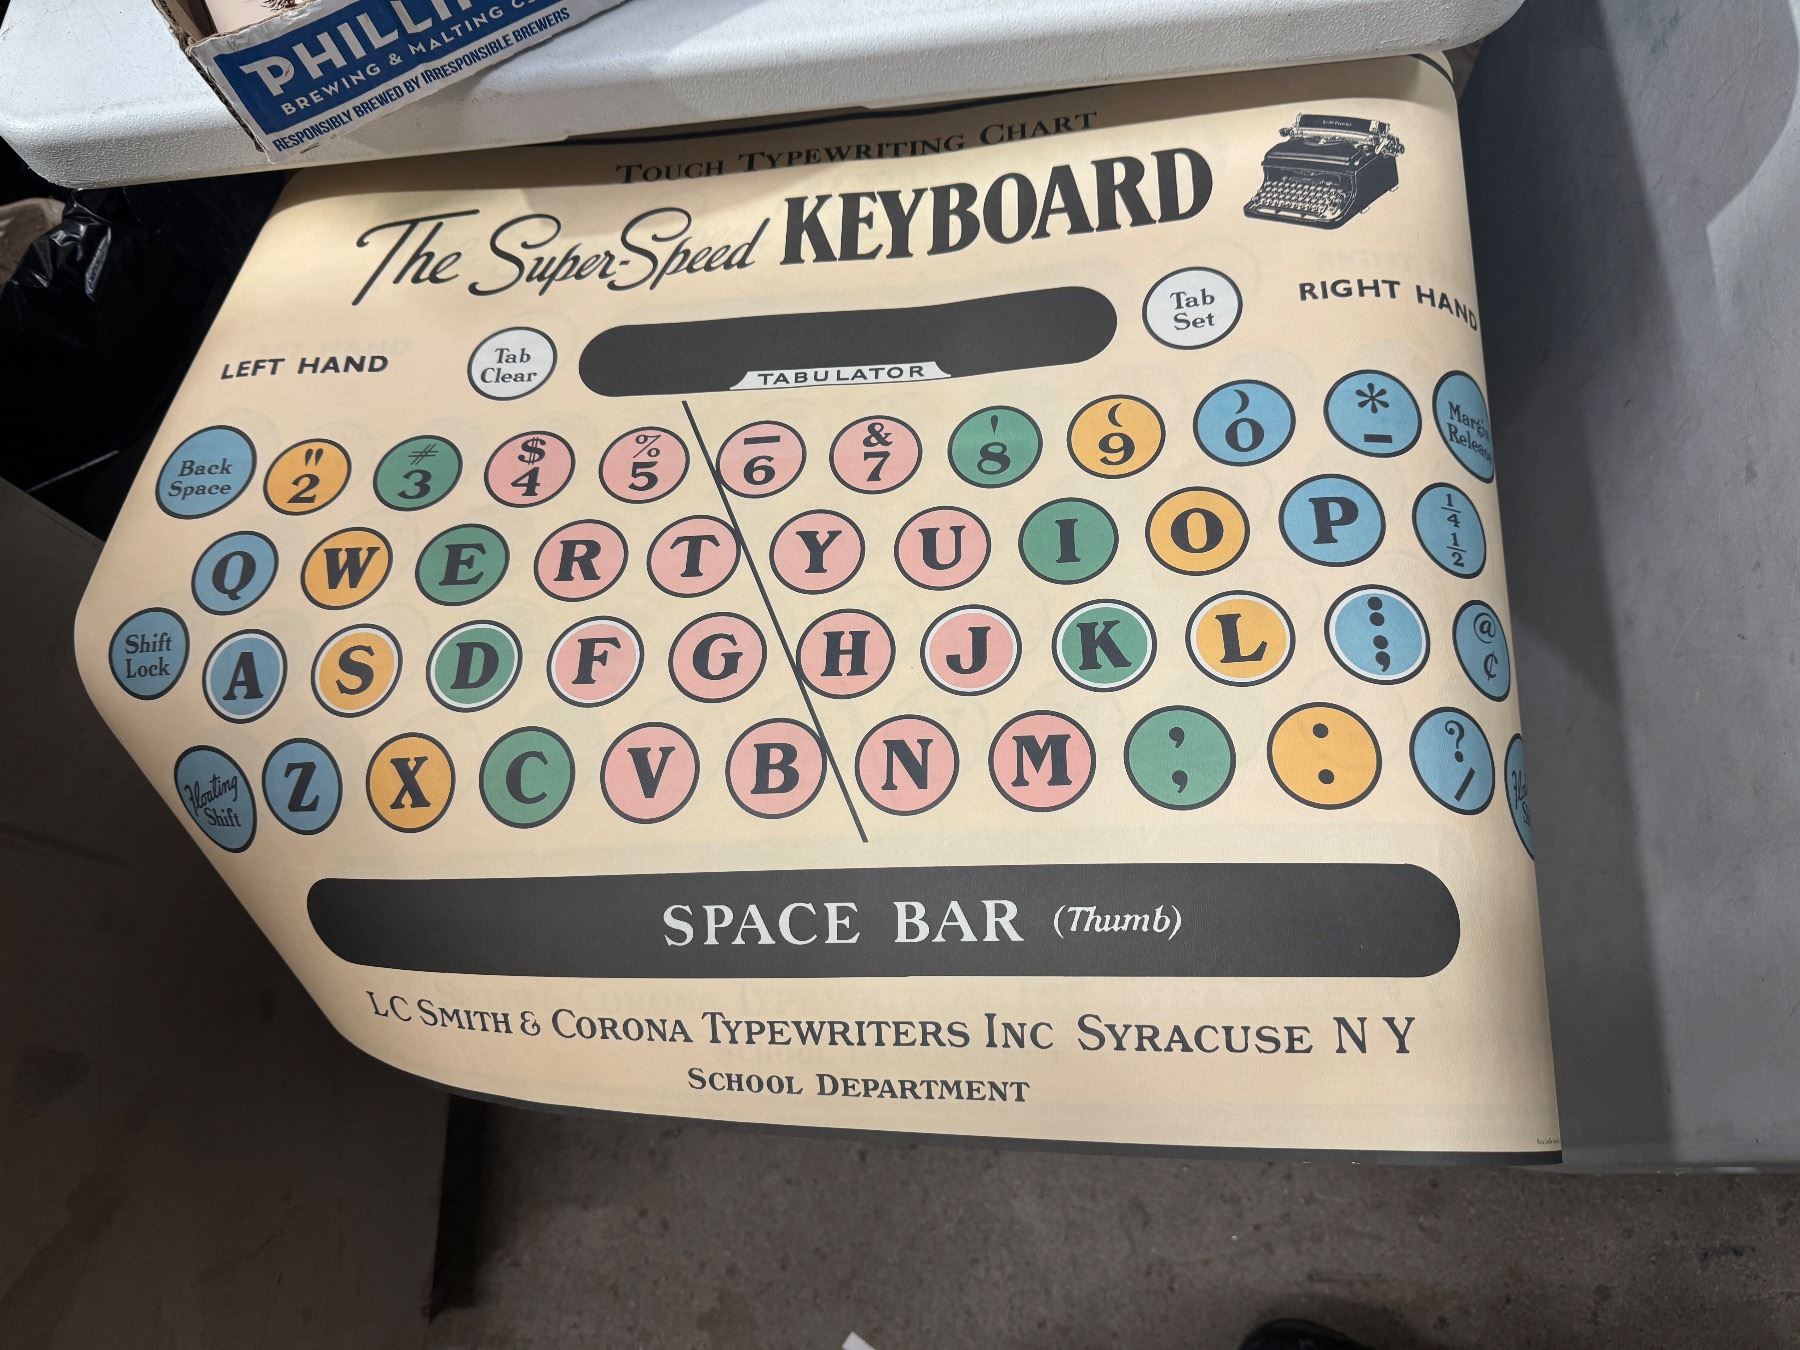 PHILLI
BREWING & MALTING C
RESPONSIBLY BREWED BY IRRESPONSIBLE BREWERS
TOUCH TYPEWRITING CHART
The Super-Speed KEYBOARD
LEFT HAND
Tab Clear
TABULATOR
Tab Set
RIGHT HAND
Back Space " 2 # 3 $ 4 % 5 — 6 & 7 ' 8 ( 9 ) 0 * - Margin Release
Q W E R T Y U I O P 1/4 1/2
Shift Lock A S D F G H J K L : ; @ ¢
Floating Shift Z X C V B N M , , . . ? /
SPACE BAR (Thumb)
LC SMITH & CORONA TYPEWRITERS INC SYRACUSE N Y
SCHOOL DEPARTMENT